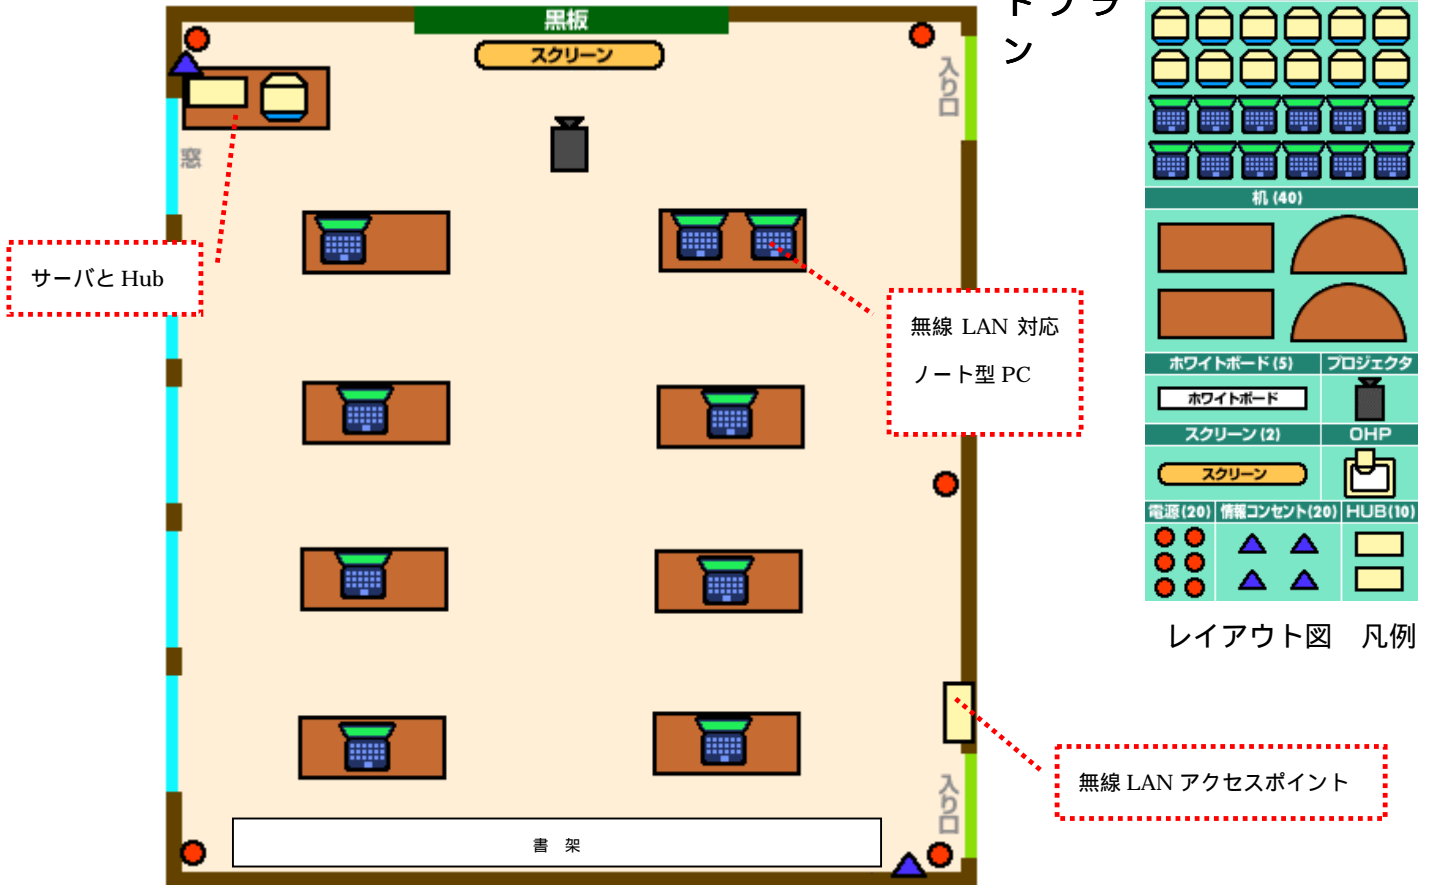 黒板
スクリーン
入り口
窓
サーバと Hub
無線 LAN 対応
ノート型 PC
無線 LAN アクセスポイント
入り口
書 架
ン
机 (40)
ホワイトボード (5)
プロジェクタ
ホワイトボード
スクリーン (2)
OHP
スクリーン
電源 (20)
情報コンセント (20)
HUB (10)
レイアウト図 凡例